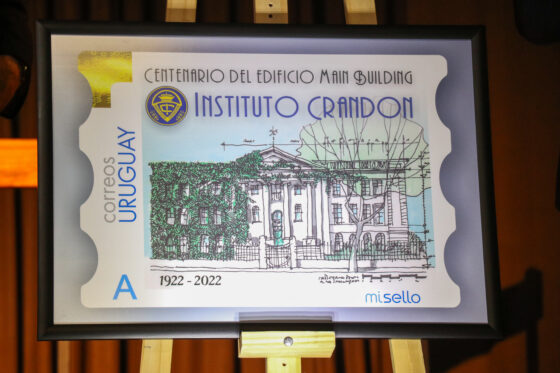 CENTENARIO DEL EDIFICIO MAIN BUILDING
INSTITUTO CRANDON
correos
URUGUAY
1922 - 2022
A
misello